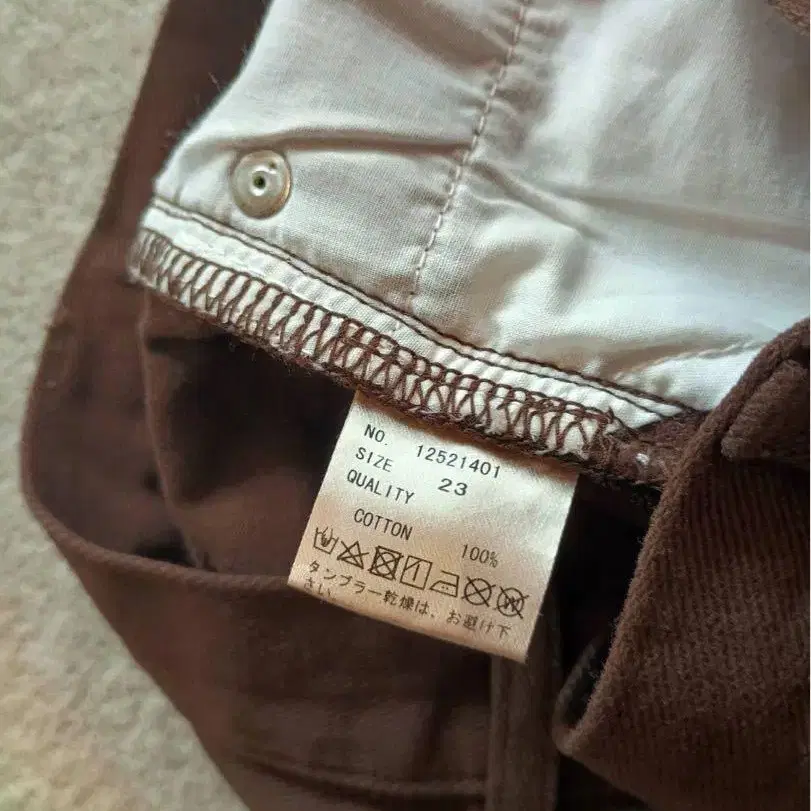 NO. 12521401
SIZE 23
QUALITY
COTTON 100%
タンブラー乾燥は、お避け下
さい